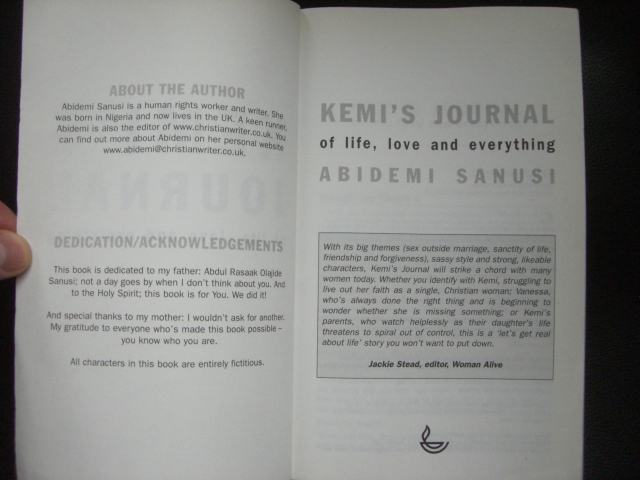 ABOUT THE AUTHOR
Abidemi Sanusi is a human rights worker and writer. She
was born in Nigeria and now lives in the UK. A keen runner,
Abidemi is also the editor of www.christianwriter.co.uk. You
can find out more about Abidemi on her personal website
www.abidemi@christianwriter.co.uk.
DEDICATION/ACKNOWLEDGEMENTS
This book is dedicated to my father: Abdul Rasaak Olajide
Sanusi; not a day goes by when I don't think about you. And
to the Holy Spirit; this book is for You. We did it!
And special thanks to my mother: I wouldn't ask for another.
My gratitude to everyone who's made this book possible –
you know who you are.
All characters in this book are entirely fictitious.
KEMI'S JOURNAL
of life, love and everything
ABIDEMI SANUSI
With its big themes (sex outside marriage, sanctity of life,
friendship and forgiveness), sassy style and strong, likeable
characters, Kemi's Journal will strike a chord with many
women today. Whether you identify with Kemi, struggling to
live out her faith as a single, Christian woman; Vanessa,
who's always done the right thing and is beginning to
wonder whether she is missing something; or Kemi's
parents, who watch helplessly as their daughter's life
threatens to spiral out of control, this is a 'let's get real
about life' story you won't want to put down.
Jackie Stead, editor, Woman Alive